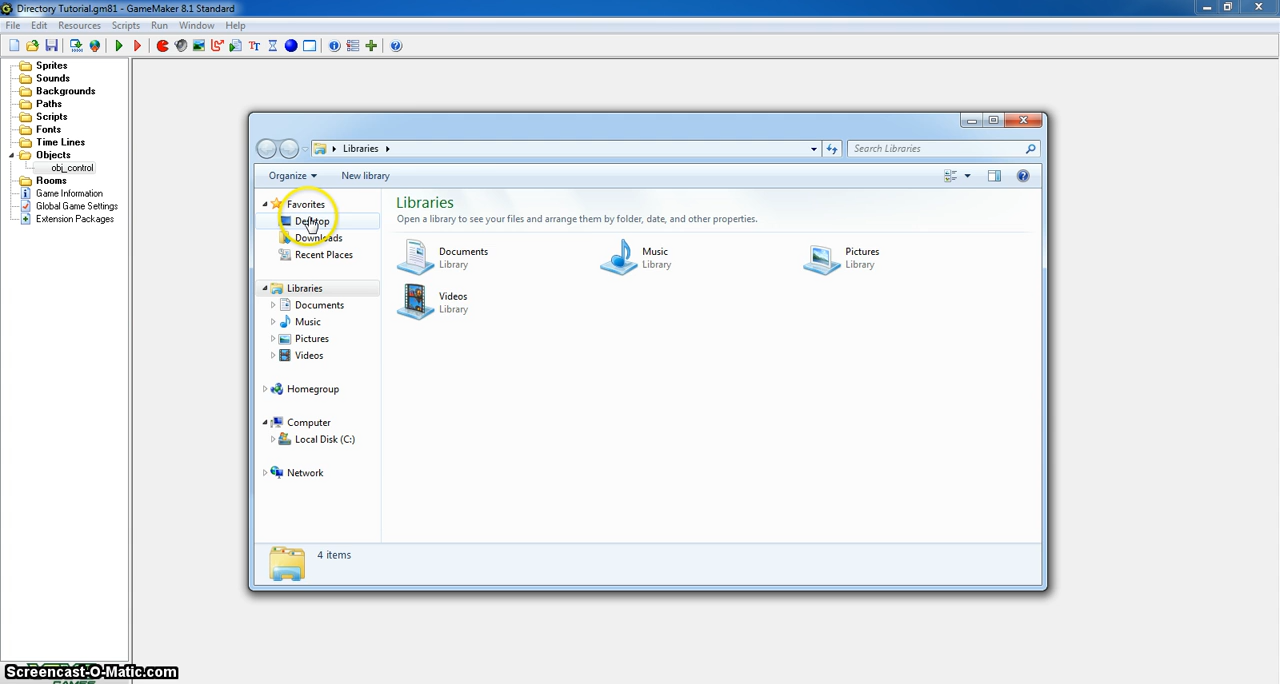 Directory Tutorial.gm81 - GameMaker 8.1 Standard
File Edit Resources Scripts Run Window Help
Sprites
Sounds
Backgrounds
Paths
Scripts
Fonts
Time Lines
Objects
obj_control
Rooms
Game Information
Global Game Settings
Extension Packages
Libraries
Search Libraries
Organize
New library
Favorites
Desktop
Downloads
Recent Places
Libraries
Documents
Music
Pictures
Videos
Homegroup
Computer
Local Disk (C:)
Network
Libraries
Open a library to see your files and arrange them by folder, date, and other properties.
Documents
Library
Music
Library
Pictures
Library
Videos
Library
4 items
Screencast-O-Matic.com